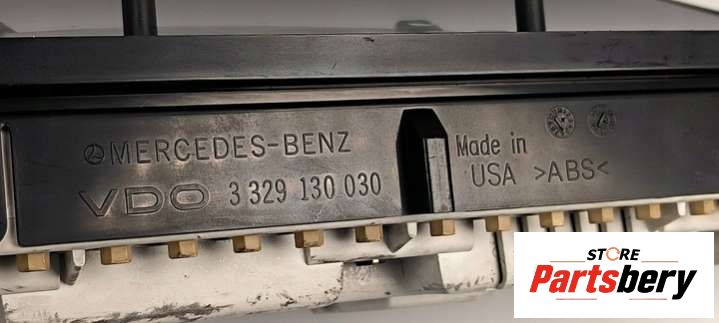 MERCEDES-BENZ
VDO 3 329 130 030
Made in
USA >ABS<
STORE
Partsbery